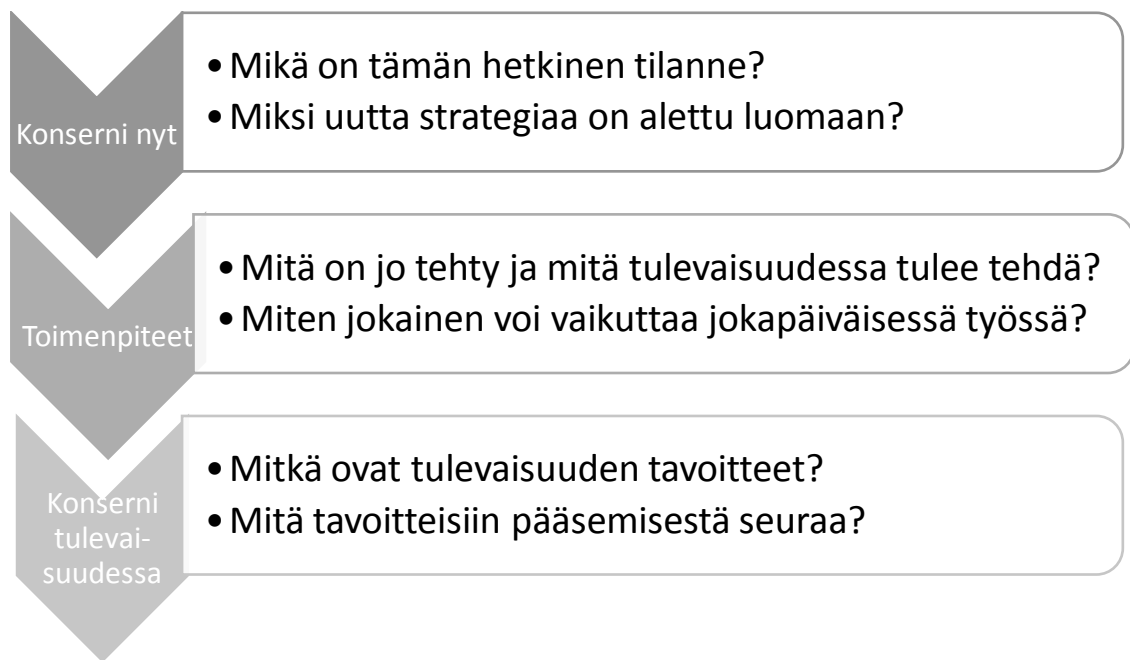 Konserni nyt
• Mikä on tämän hetkinen tilanne?
• Miksi uutta strategiaa on alettu luomaan?
Toimenpiteet
• Mitä on jo tehty ja mitä tulevaisuudessa tulee tehdä?
• Miten jokainen voi vaikuttaa jokapäiväisessä työssä?
Konserni
tulevai-
suudessa
• Mitkä ovat tulevaisuuden tavoitteet?
• Mitä tavoitteisiin pääsemisestä seuraa?